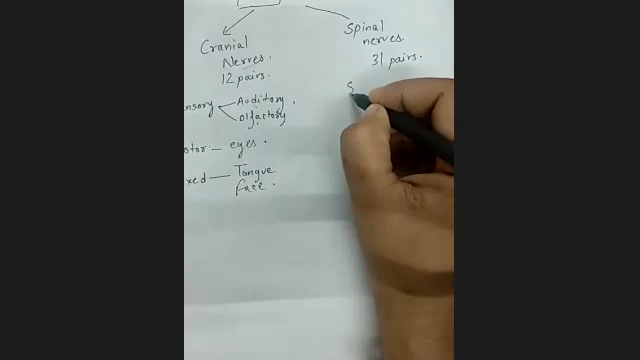 Cranial
Nerves.
12 pairs.
Spinal
nerves.
31 pairs.
S
Auditory.
Olfactory
eyes.
Tongue
face.